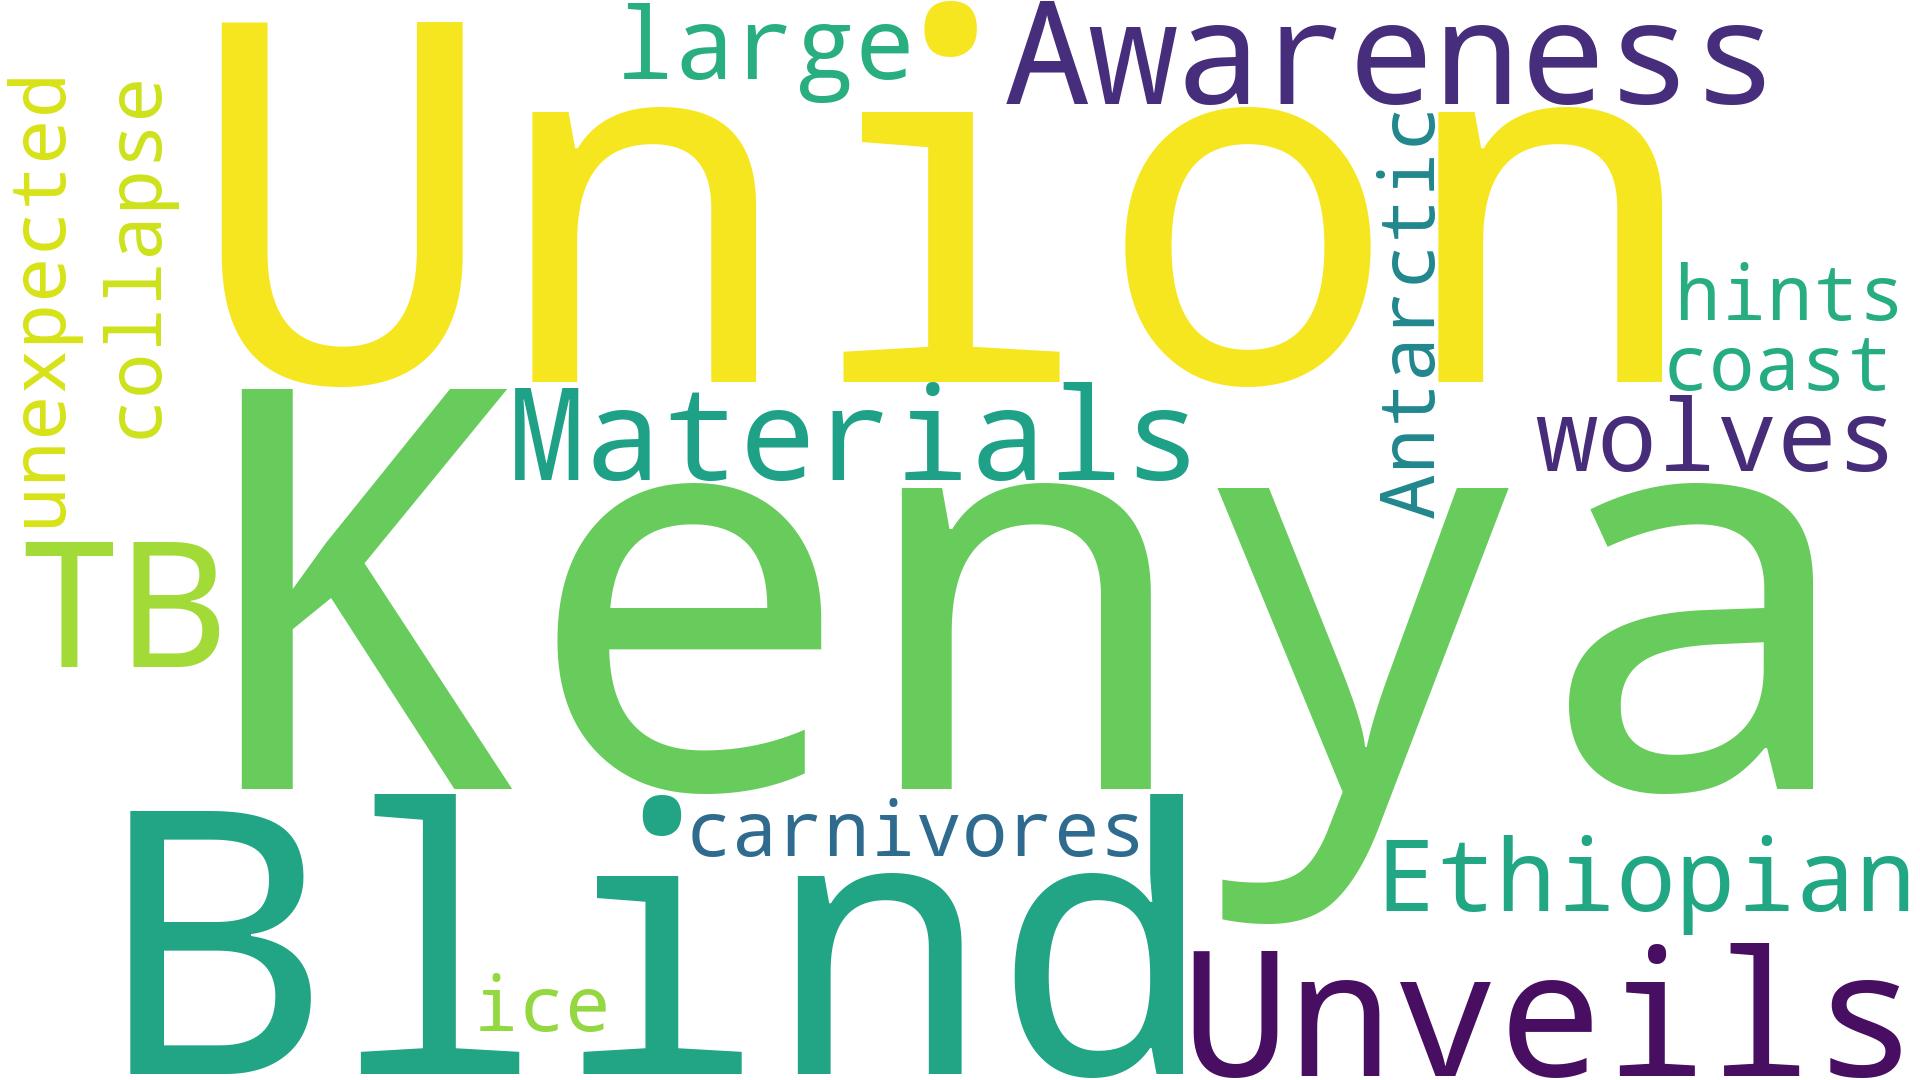 large
Awareness
Union
unexpected
collapse
Antarctic
hints
coast
Materials
wolves
TB
Kenya
carnivores
Blind
Ethiopian
ice
Unveils